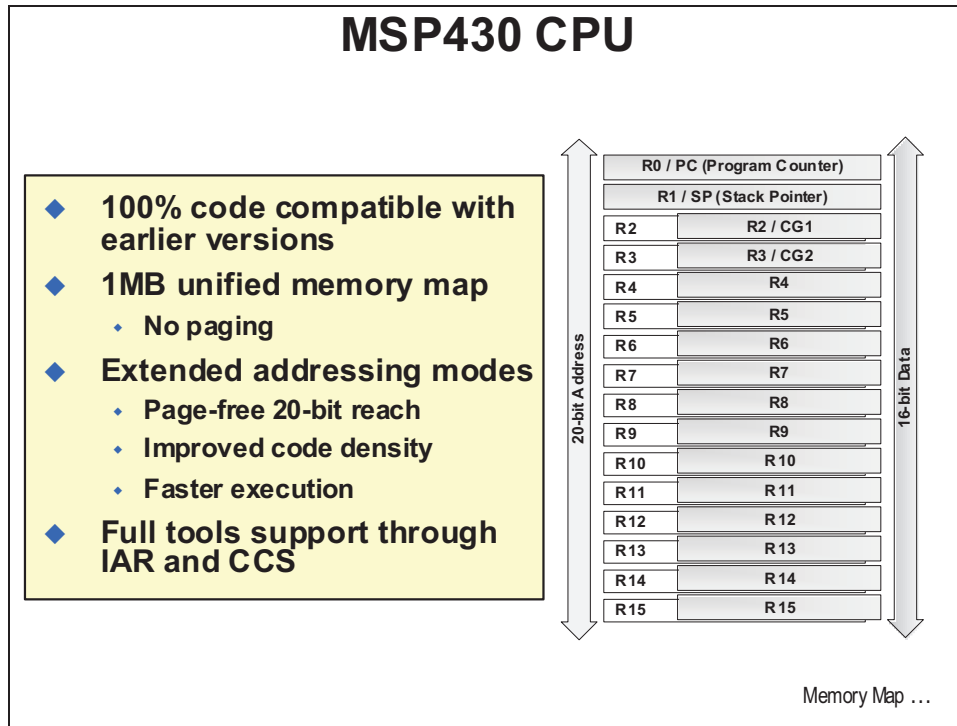 MSP430 CPU
100% code compatible with
earlier versions
1MB unified memory map
No paging
Extended addressing modes
Page-free 20-bit reach
Improved code density
Faster execution
Full tools support through
IAR and CCS
20-bit Address
R0 / PC (Program Counter)
R1 / SP (Stack Pointer)
R2 R2 / CG1
R3 R3 / CG2
R4 R4
R5 R5
R6 R6
R7 R7
R8 R8
R9 R9
R10 R10
R11 R11
R12 R12
R13 R13
R14 R14
R15 R15
16-bit Data
Memory Map …